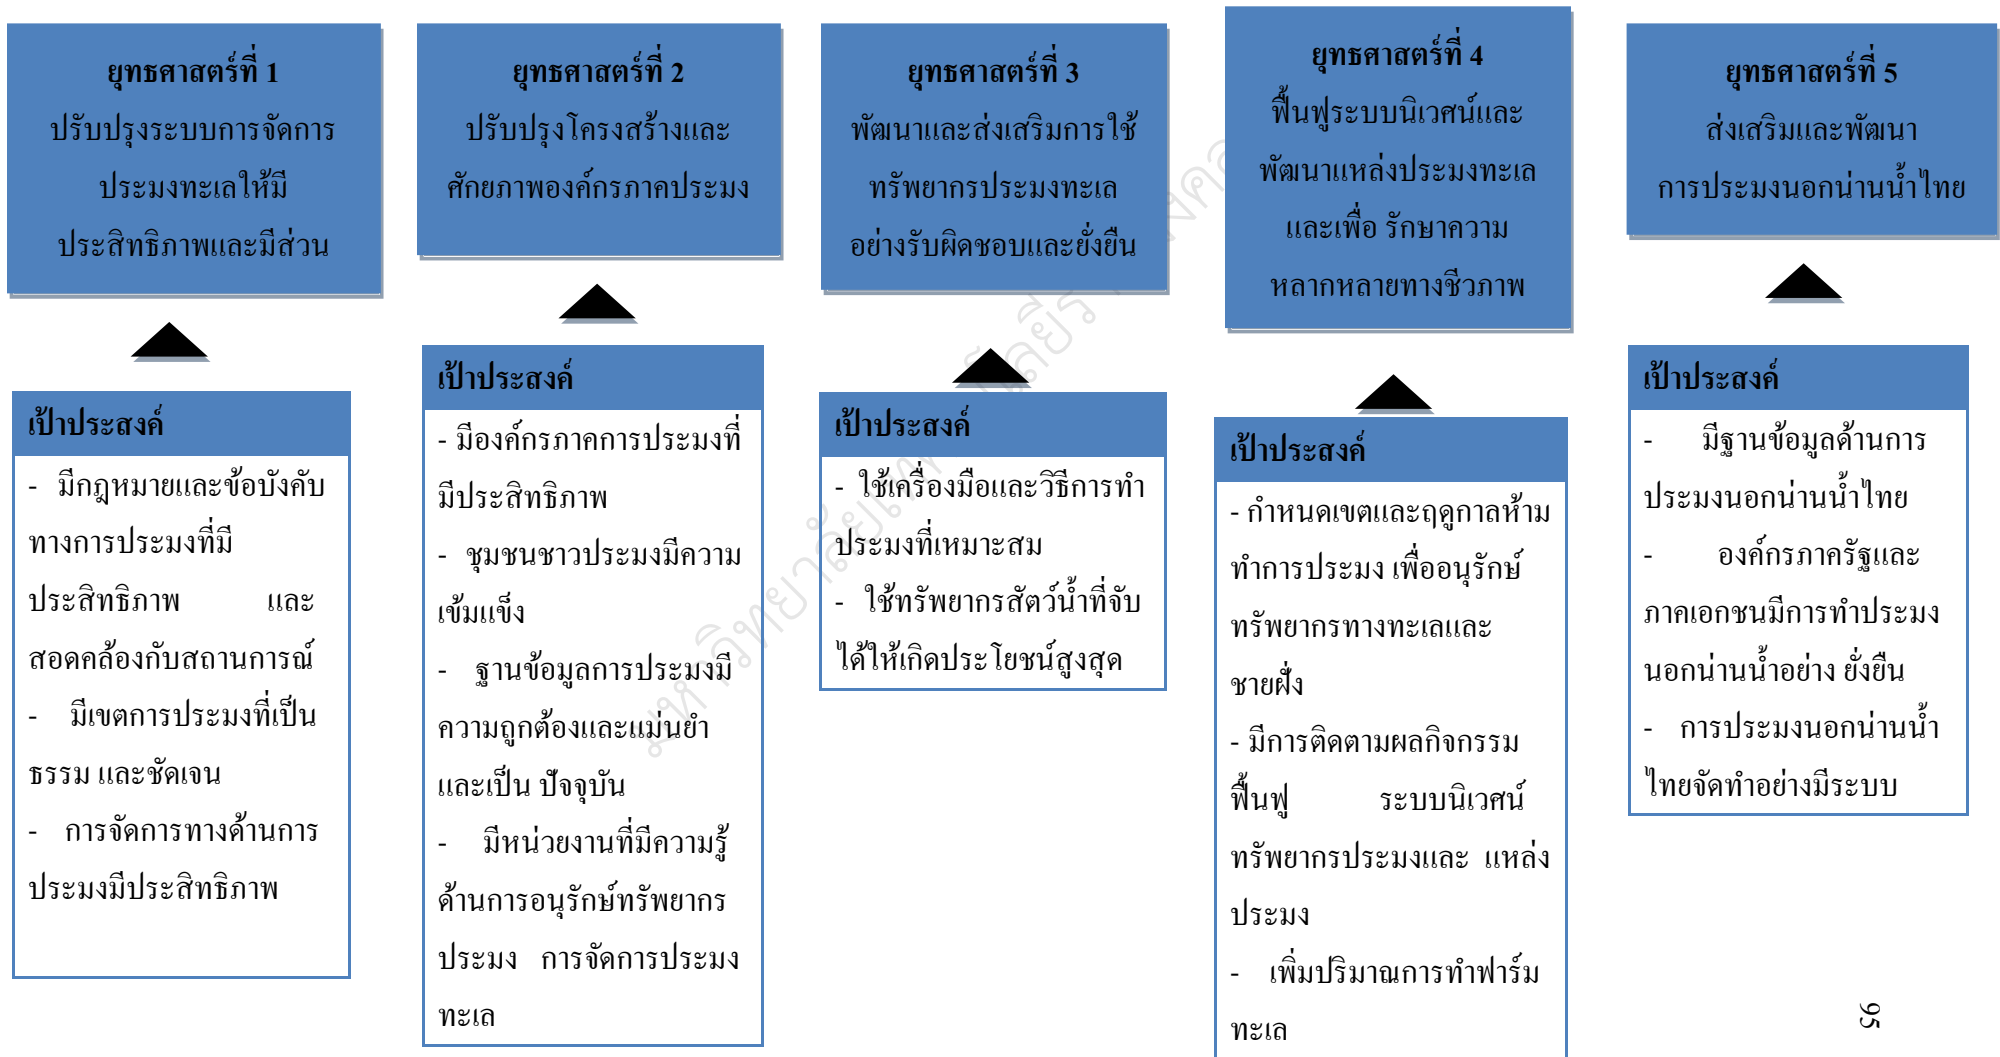 ยุทธศาสตร์ที่ 1
ปรับปรุงระบบการจัดการ
ประมงทะเลให้มี
ประสิทธิภาพและมีส่วน
เป้าประสงค์
- มีกฎหมายและข้อบังคับ
ทางการประมงที่มี
ประสิทธิภาพ และ
สอดคล้องกับสถานการณ์
- มีเขตการประมงที่เป็น
ธรรม และชัดเจน
- การจัดการทางด้านการ
ประมงมีประสิทธิภาพ
ยุทธศาสตร์ที่ 2
ปรับปรุงโครงสร้างและ
ศักยภาพองค์กรภาคประมง
เป้าประสงค์
- มีองค์กรภาคการประมงที่
มีประสิทธิภาพ
- ชุมชนชาวประมงมีความ
เข้มแข็ง
- ฐานข้อมูลการประมงมี
ความถูกต้องและแม่นยำ
และเป็น ปัจจุบัน
- มีหน่วยงานที่มีความรู้
ด้านการอนุรักษ์ทรัพยากร
ประมง การจัดการประมง
ทะเล
ยุทธศาสตร์ที่ 3
พัฒนาและส่งเสริมการใช้
ทรัพยากรประมงทะเล
อย่างรับผิดชอบและยั่งยืน
เป้าประสงค์
- ใช้เครื่องมือและวิธีการทำ
ประมงที่เหมาะสม
- ใช้ทรัพยากรสัตว์น้ำที่จับ
ได้ให้เกิดประโยชน์สูงสุด
ยุทธศาสตร์ที่ 4
ฟื้นฟูระบบนิเวศน์และ
พัฒนาแหล่งประมงทะเล
และเพื่อ รักษาความ
หลากหลายทางชีวภาพ
เป้าประสงค์
- กำหนดเขตและฤดูกาลห้าม
ทำการประมง เพื่ออนุรักษ์
ทรัพยากรทางทะเลและ
ชายฝั่ง
- มีการติดตามผลกิจกรรม
ฟื้นฟู ระบบนิเวศน์
ทรัพยากรประมงและ แหล่ง
ประมง
- เพิ่มปริมาณการทำฟาร์ม
ทะเล
ยุทธศาสตร์ที่ 5
ส่งเสริมและพัฒนา
การประมงนอกน่านน้ำไทย
เป้าประสงค์
- มีฐานข้อมูลด้านการ
ประมงนอกน่านน้ำไทย
- องค์กรภาครัฐและ
ภาคเอกชนมีการทำประมง
นอกน่านน้ำอย่าง ยั่งยืน
- การประมงนอกน่านน้ำ
ไทยจัดทำอย่างมีระบบ
95